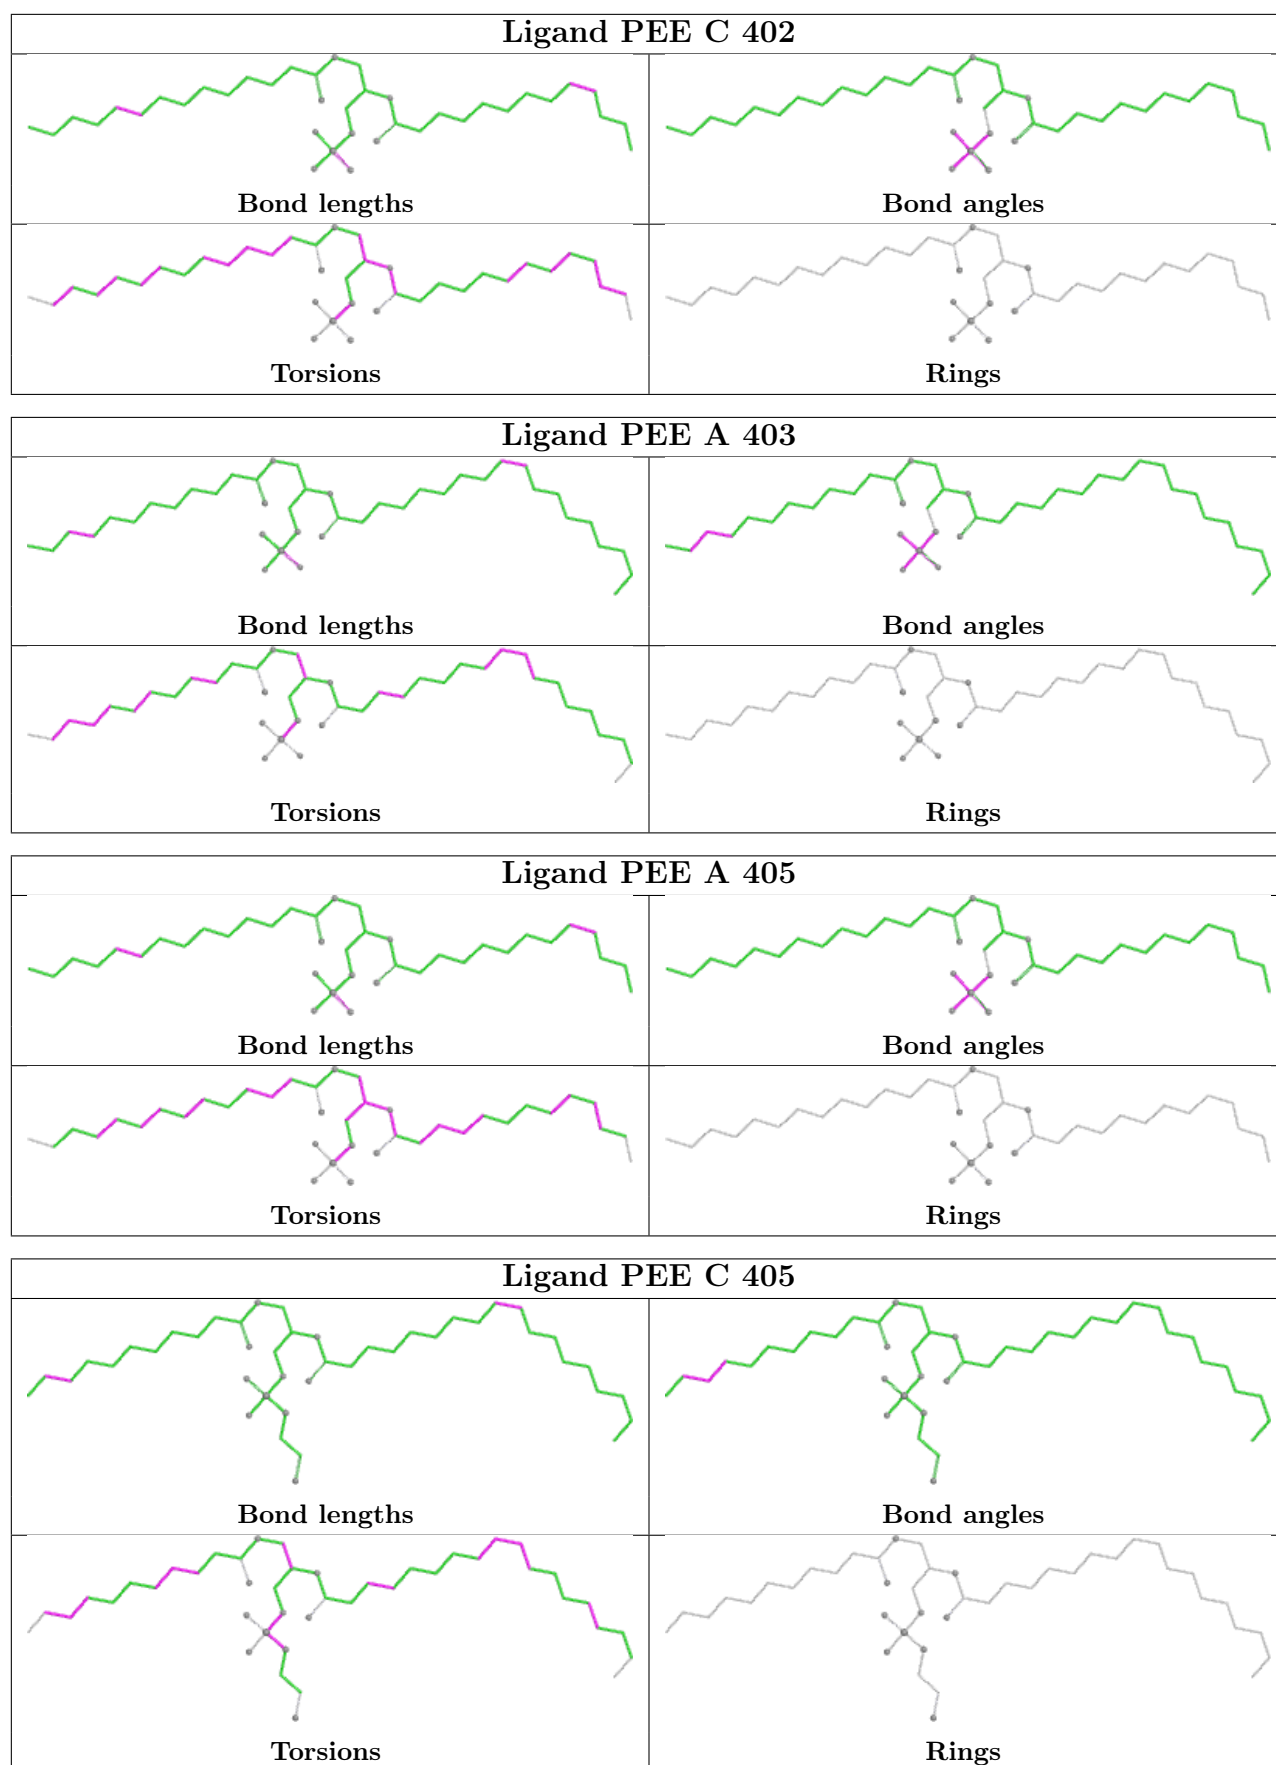 Ligand PEE C 402
Bond lengths
Bond angles
Torsions
Rings
Ligand PEE A 403
Bond lengths
Bond angles
Torsions
Rings
Ligand PEE A 405
Bond lengths
Bond angles
Torsions
Rings
Ligand PEE C 405
Bond lengths
Bond angles
Torsions
Rings